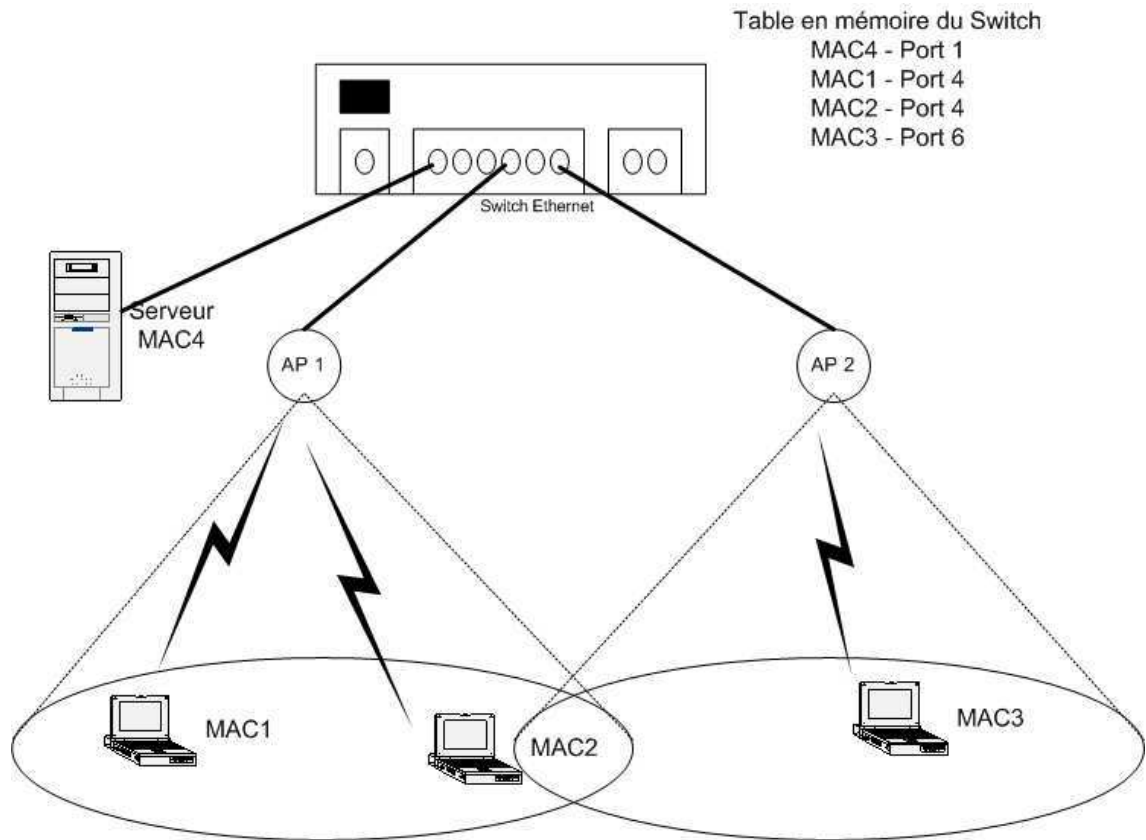 Table en mémoire du Switch
MAC4 - Port 1
MAC1 - Port 4
MAC2 - Port 4
MAC3 - Port 6
Switch Ethernet
Serveur
MAC4
AP 1
AP 2
MAC1
MAC2
MAC3